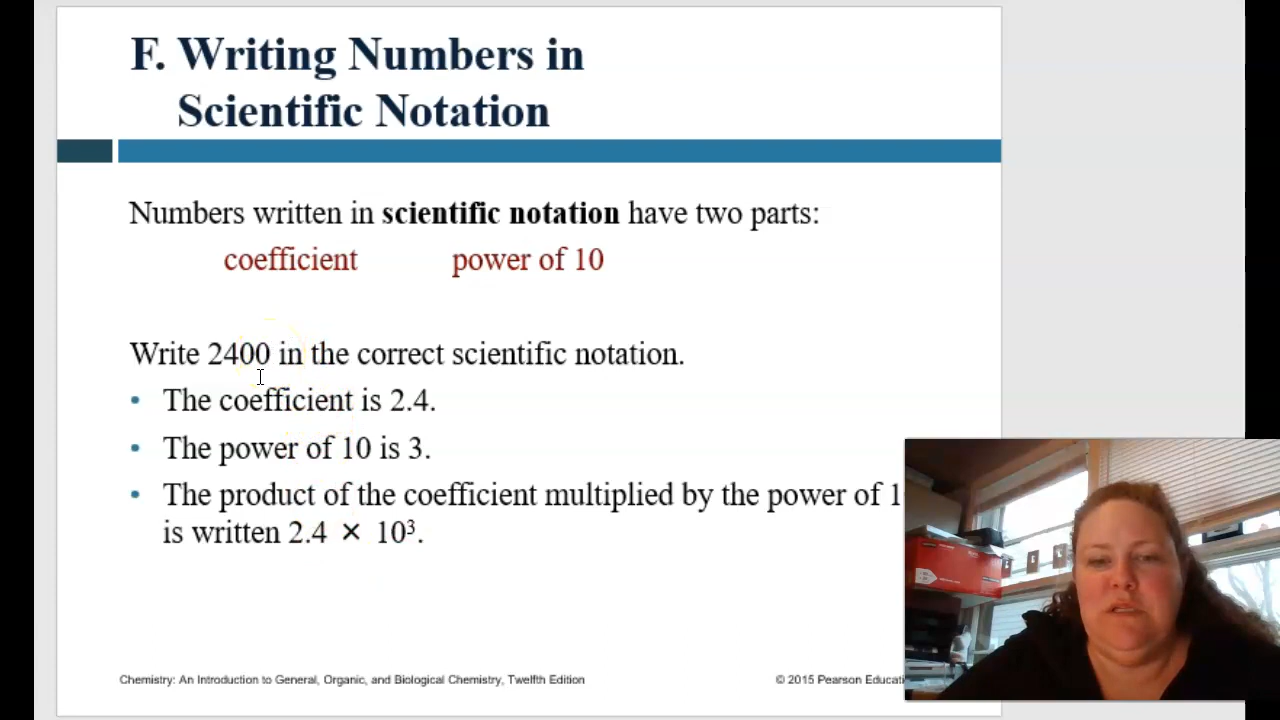 F. Writing Numbers in
Scientific Notation
Numbers written in scientific notation have two parts:
coefficient power of 10
Write 2400 in the correct scientific notation.
• The coefficient is 2.4.
• The power of 10 is 3.
• The product of the coefficient multiplied by the power of 1
is written 2.4 × 10³.
Chemistry: An Introduction to General, Organic, and Biological Chemistry, Twelfth Edition
© 2015 Pearson